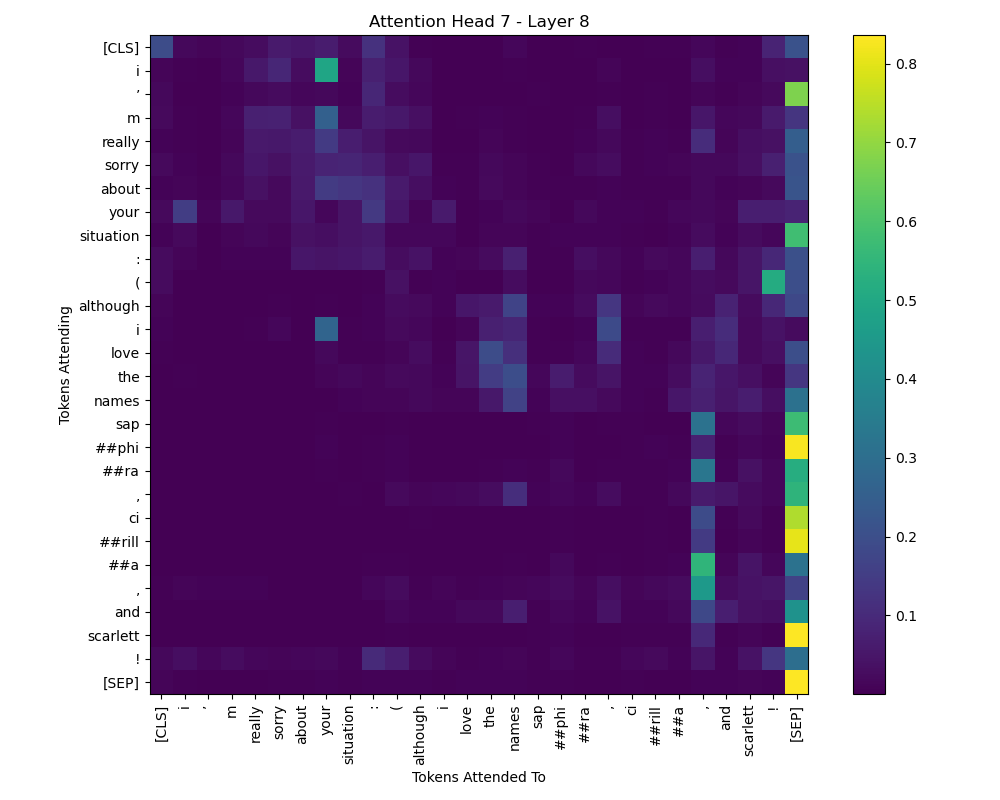 Attention Head 7 - Layer 8
Tokens Attending
[CLS]
i
’
m
really
sorry
about
your
situation
:
(
although
i
love
the
names
sap
##phi
##ra
,
ci
##rill
##a
,
and
scarlett
!
[SEP]
[CLS]
i
’
m
really
sorry
about
your
situation
:
(
although
i
love
the
names
sap
##phi
##ra
,
ci
##rill
##a
,
and
scarlett
!
[SEP]
Tokens Attended To
0.8
0.7
0.6
0.5
0.4
0.3
0.2
0.1